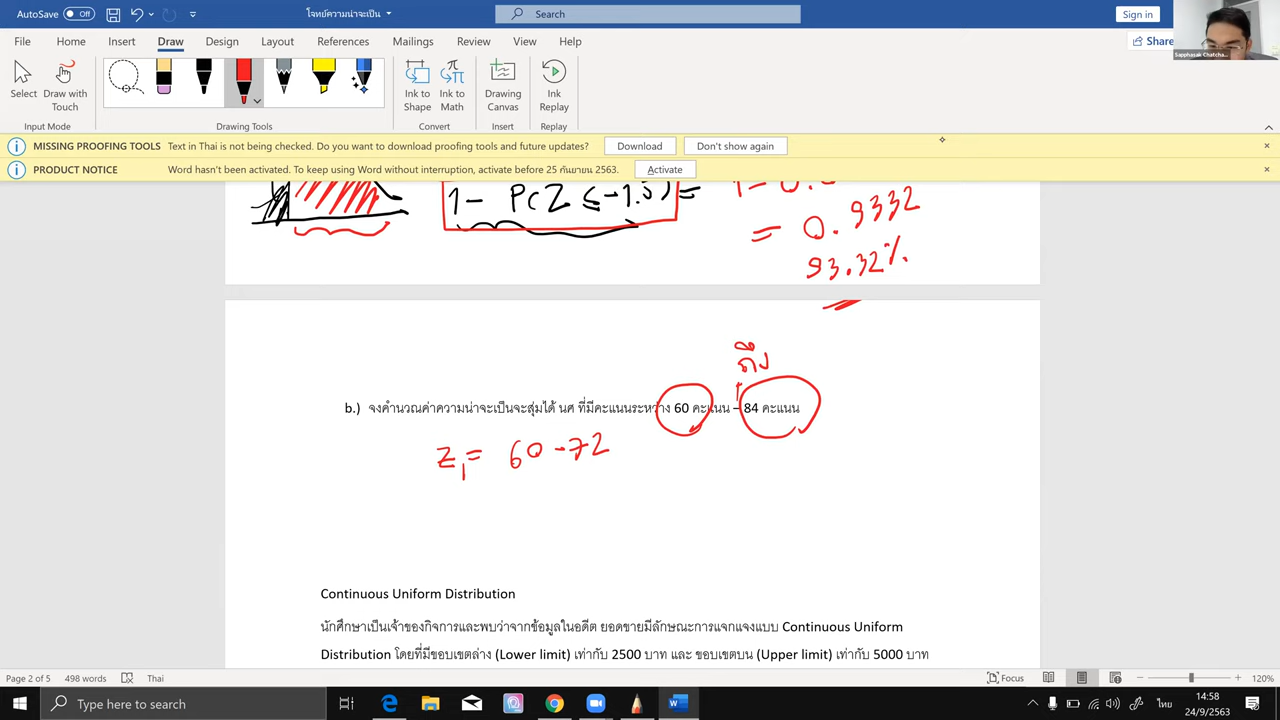 AutoSave Off โจทย์ความน่าจะเป็น Search Sign in
File Home Insert Draw Design Layout References Mailings Review View Help Share
Sapphasak Chatcha...
Select Draw with Touch Ink to Shape Ink to Math Drawing Canvas Ink Replay
Input Mode Drawing Tools Convert Insert Replay
MISSING PROOFING TOOLS Text in Thai is not being checked. Do you want to download proofing tools and future updates? Download Don't show again
PRODUCT NOTICE Word hasn't been activated. To keep using Word without interruption, activate before 25 กันยายน 2563. Activate
1 - P(Z ≤ -1.5) =
= 0.9332
93.32%
ถึง
b.) จงคำนวณค่าความน่าจะเป็นจะสุ่มได้ นศ ที่มีคะแนนระหว่าง 60 คะแนน – 84 คะแนน
Z1 = 60 -72
Continuous Uniform Distribution
นักศึกษาเป็นเจ้าของกิจการและพบว่าจากข้อมูลในอดีต ยอดขายมีลักษณะการแจกแจงแบบ Continuous Uniform
Distribution โดยที่มีขอบเขตล่าง (Lower limit) เท่ากับ 2500 บาท และ ขอบเขตบน (Upper limit) เท่ากับ 5000 บาท
Page 2 of 5 498 words Thai Focus 120%
Type here to search ไทย 14:58
24/9/2563